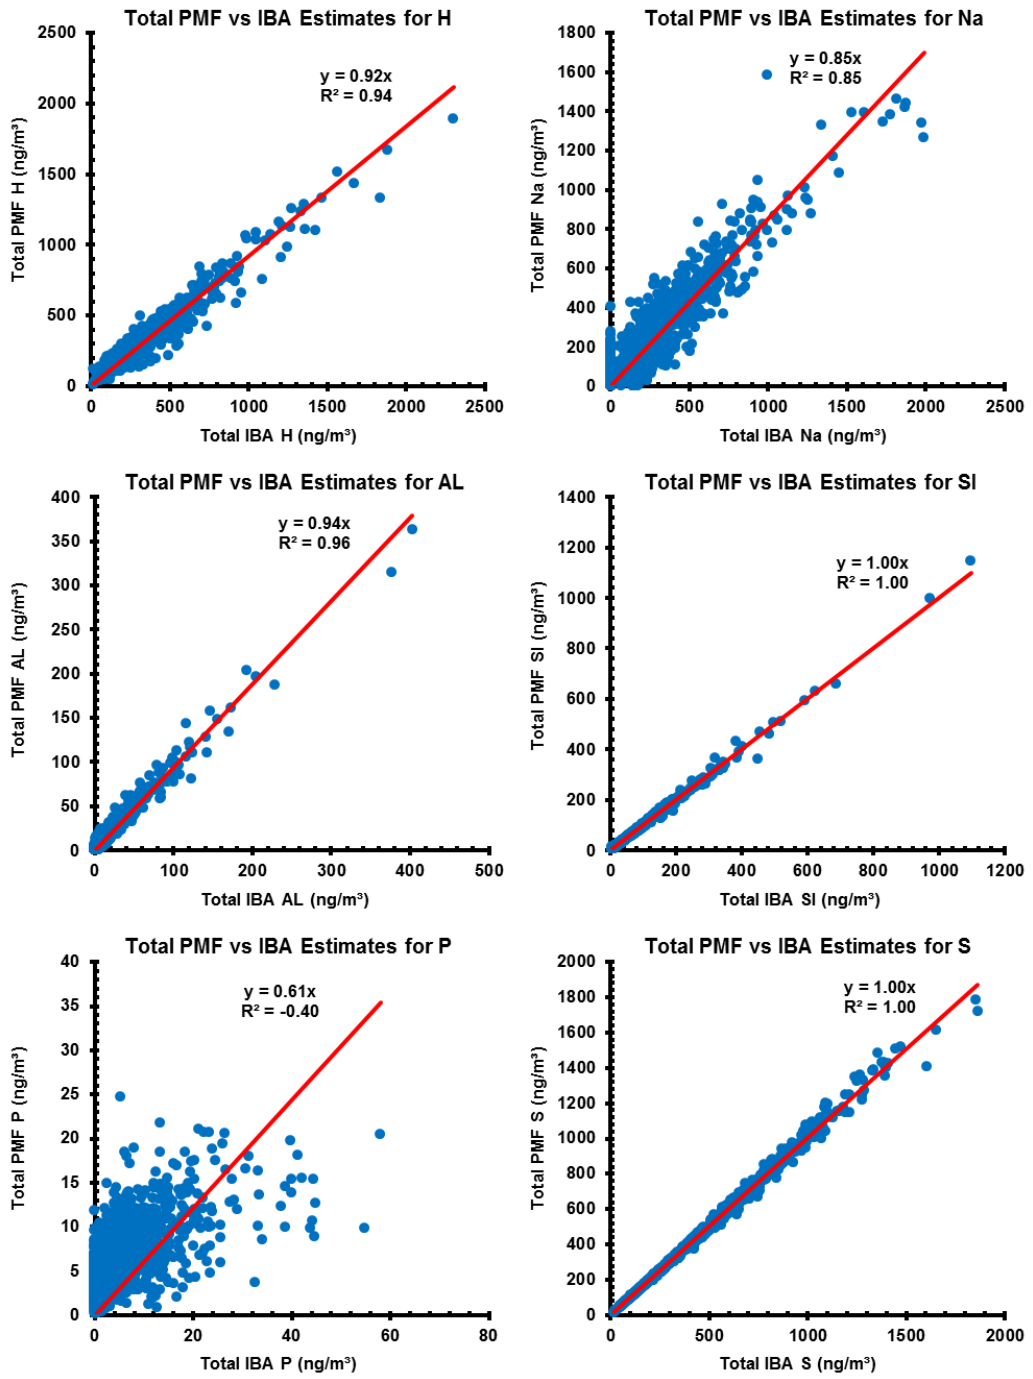 Total PMF vs IBA Estimates for H
2500
2000
1500
1000
500
0
0 500 1000 1500 2000 2500
Total PMF H (ng/m³)
Total IBA H (ng/m³)
y = 0.92x
R² = 0.94
Total PMF vs IBA Estimates for Na
1800
1600
1400
1200
1000
800
600
400
200
0
0 500 1000 1500 2000 2500
Total PMF Na (ng/m³)
Total IBA Na (ng/m³)
y = 0.85x
R² = 0.85
Total PMF vs IBA Estimates for AL
400
350
300
250
200
150
100
50
0
0 100 200 300 400 500
Total PMF AL (ng/m³)
Total IBA AL (ng/m³)
y = 0.94x
R² = 0.96
Total PMF vs IBA Estimates for SI
1400
1200
1000
800
600
400
200
0
0 200 400 600 800 1000 1200
Total PMF SI (ng/m³)
Total IBA SI (ng/m³)
y = 1.00x
R² = 1.00
Total PMF vs IBA Estimates for P
40
35
30
25
20
15
10
5
0
0 20 40 60 80
Total PMF P (ng/m³)
Total IBA P (ng/m³)
y = 0.61x
R² = -0.40
Total PMF vs IBA Estimates for S
2000
1800
1600
1400
1200
1000
800
600
400
200
0
0 500 1000 1500 2000
Total PMF S (ng/m³)
Total IBA S (ng/m³)
y = 1.00x
R² = 1.00